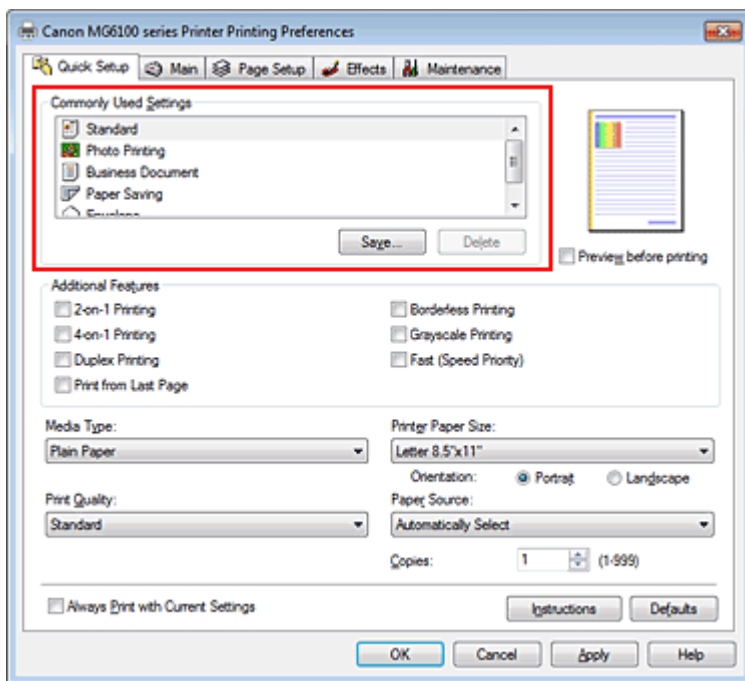 Canon MG6100 series Printer Printing Preferences
Quick Setup Main Page Setup Effects Maintenance
Commonly Used Settings
Standard
Photo Printing
Business Document
Paper Saving
Envelope
Save... Delete
Preview before printing
Additional Features
2-on-1 Printing Borderless Printing
4-on-1 Printing Grayscale Printing
Duplex Printing Fast (Speed Priority)
Print from Last Page
Media Type: Printer Paper Size:
Plain Paper Letter 8.5"x11"
Orientation: Portrait Landscape
Print Quality: Paper Source:
Standard Automatically Select
Copies: 1 (1-999)
Always Print with Current Settings Instructions Defaults
OK Cancel Apply Help